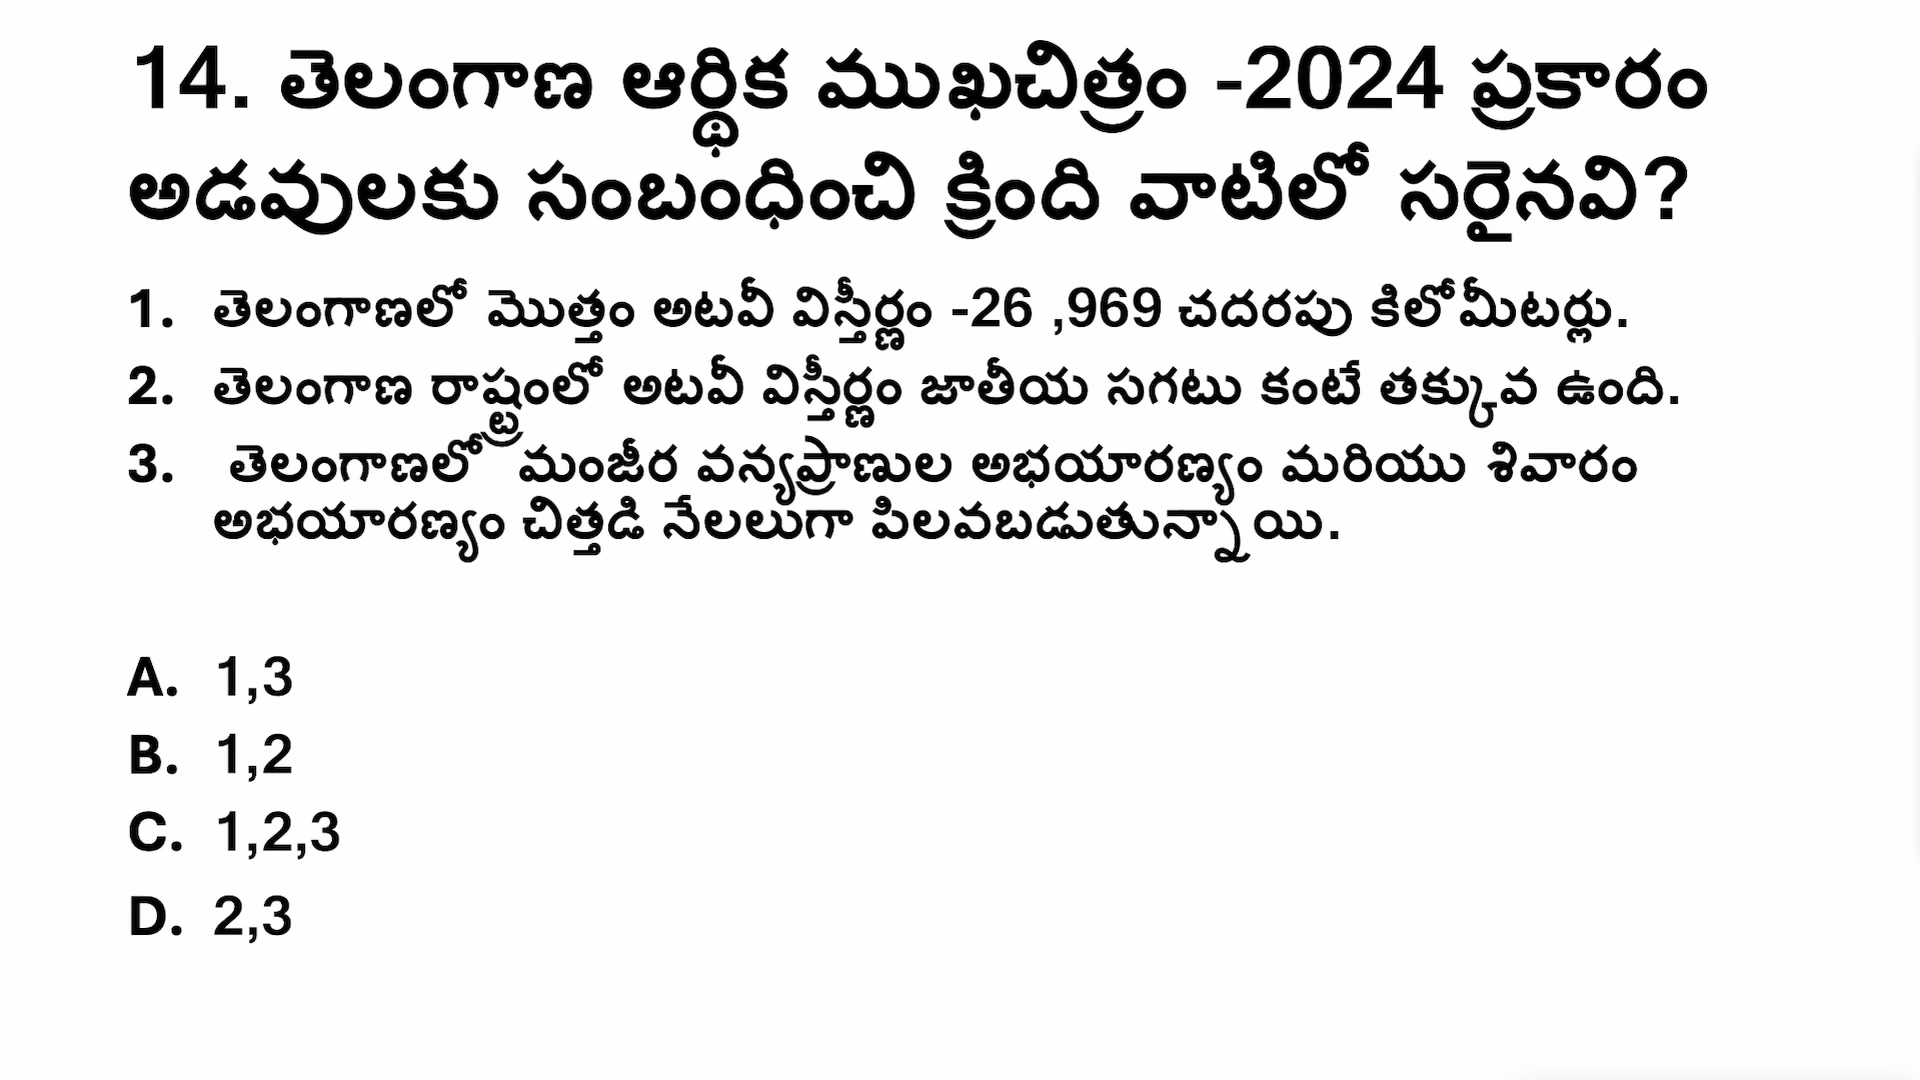 14. తెలంగాణ ఆర్థిక ముఖచిత్రం -2024 ప్రకారం
అడవులకు సంబంధించి క్రింది వాటిలో సరైనవి?
1. తెలంగాణలో మొత్తం అటవీ విస్తీర్ణం -26 ,969 చదరపు కిలోమీటర్లు.
2. తెలంగాణ రాష్ట్రంలో అటవీ విస్తీర్ణం జాతీయ సగటు కంటే తక్కువ ఉంది.
3. తెలంగాణలో మంజీర వన్యప్రాణుల అభయారణ్యం మరియు శివారం
అభయారణ్యం చిత్తడి నేలలుగా పిలవబడుతున్నాయి.
A. 1,3
B. 1,2
C. 1,2,3
D. 2,3